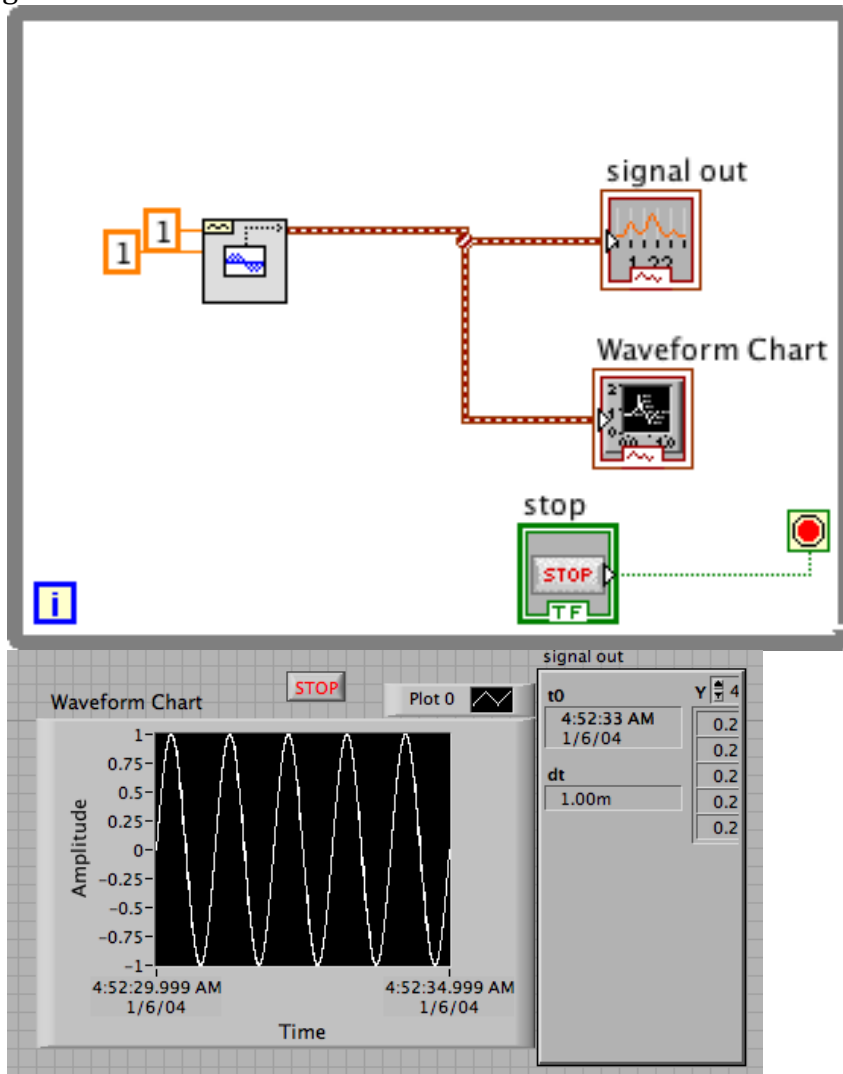 signal out
1
1
1.23
Waveform Chart
2
1
0
stop
STOP
TF
i
signal out
Waveform Chart
STOP
Plot 0
t0
Y
4
4:52:33 AM
1/6/04
0.2
0.2
dt
0.2
1.00m
0.2
0.2
Amplitude
1
0.75
0.5
0.25
0
-0.25
-0.5
-0.75
-1
4:52:29.999 AM
4:52:34.999 AM
1/6/04
1/6/04
Time